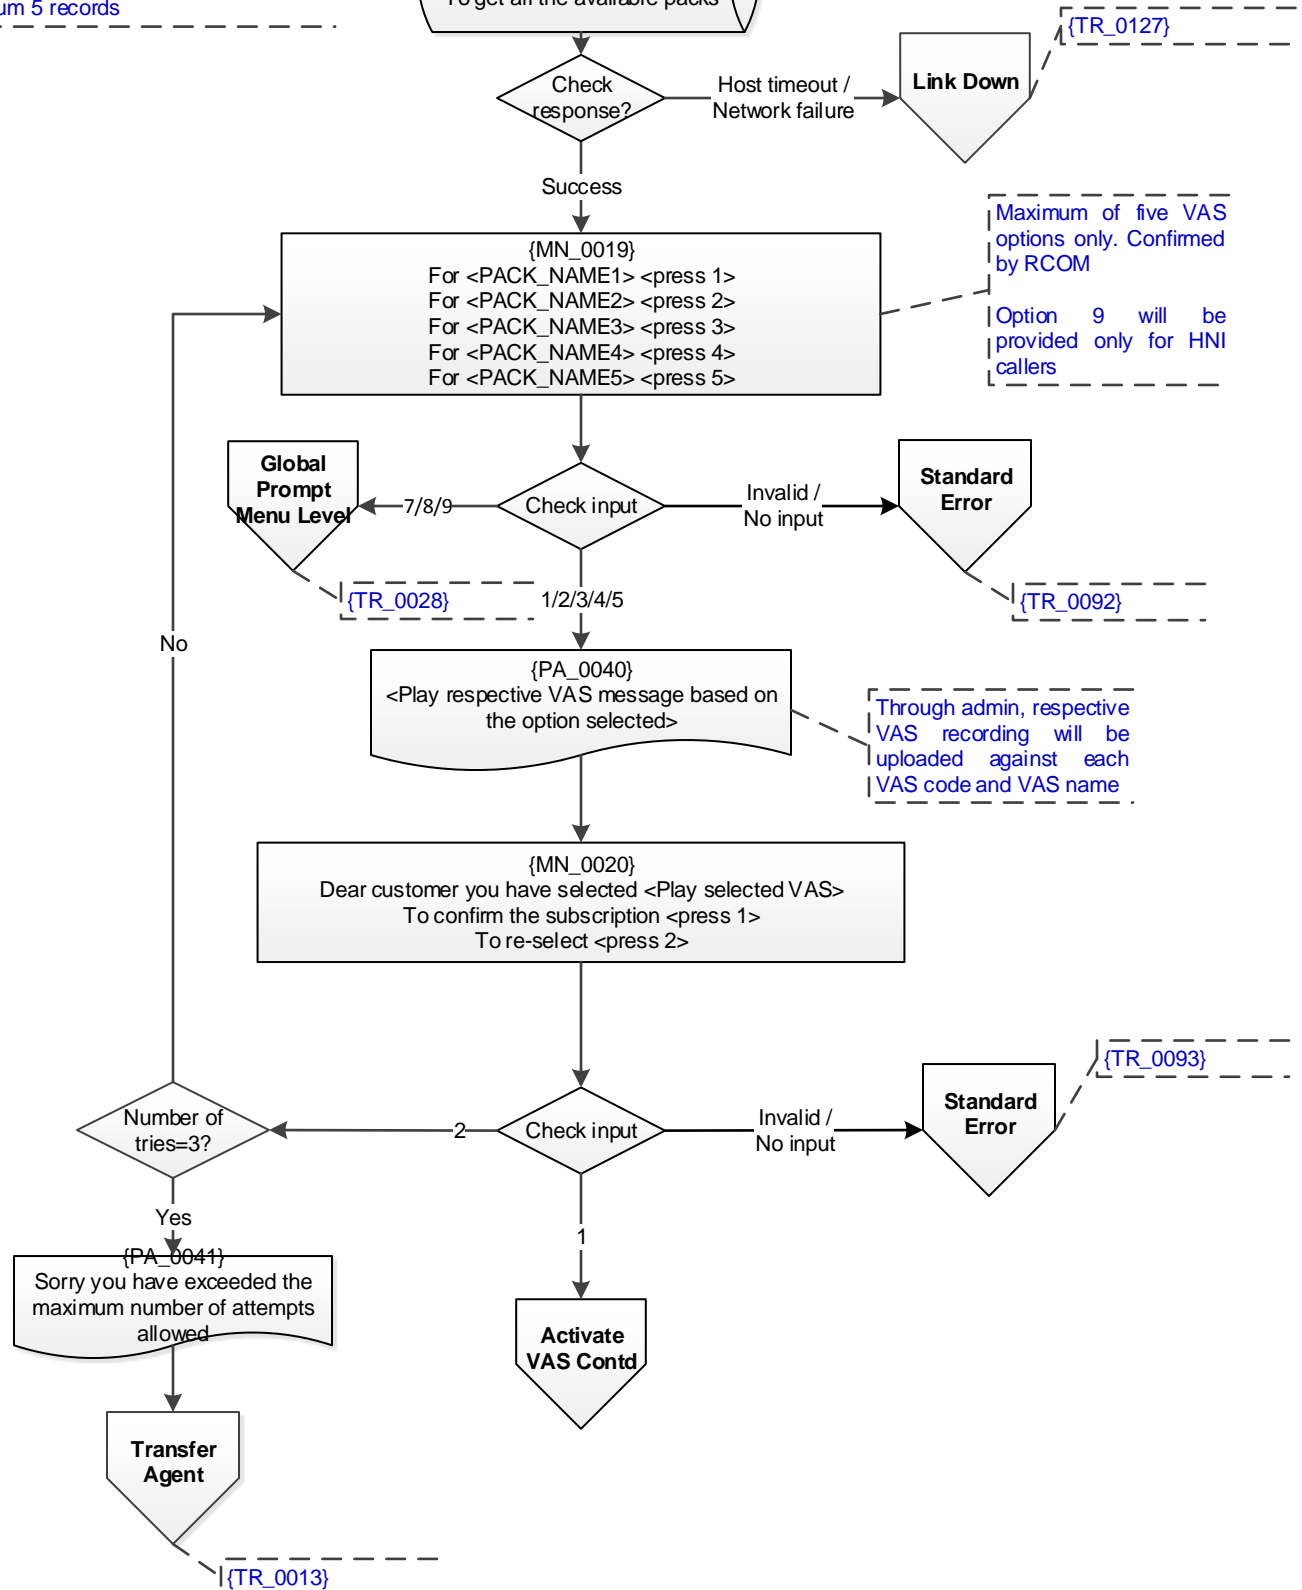 um 5 records
To get all the available packs
{TR_0127}
Check
response?
Host timeout /
Network failure
Link Down
Success
Maximum of five VAS
options only. Confirmed
by RCOM
Option 9 will be
provided only for HNI
callers
{MN_0019}
For <PACK_NAME1> <press 1>
For <PACK_NAME2> <press 2>
For <PACK_NAME3> <press 3>
For <PACK_NAME4> <press 4>
For <PACK_NAME5> <press 5>
Global
Prompt
Menu Level
7/8/9
Check input
Invalid /
No input
Standard
Error
{TR_0028}
1/2/3/4/5
{TR_0092}
No
{PA_0040}
<Play respective VAS message based on
the option selected>
Through admin, respective
VAS recording will be
uploaded against each
VAS code and VAS name
{MN_0020}
Dear customer you have selected <Play selected VAS>
To confirm the subscription <press 1>
To re-select <press 2>
{TR_0093}
Number of
tries=3?
2
Check input
Invalid /
No input
Standard
Error
Yes
1
{PA_0041}
Sorry you have exceeded the
maximum number of attempts
allowed
Activate
VAS Contd
Transfer
Agent
{TR_0013}